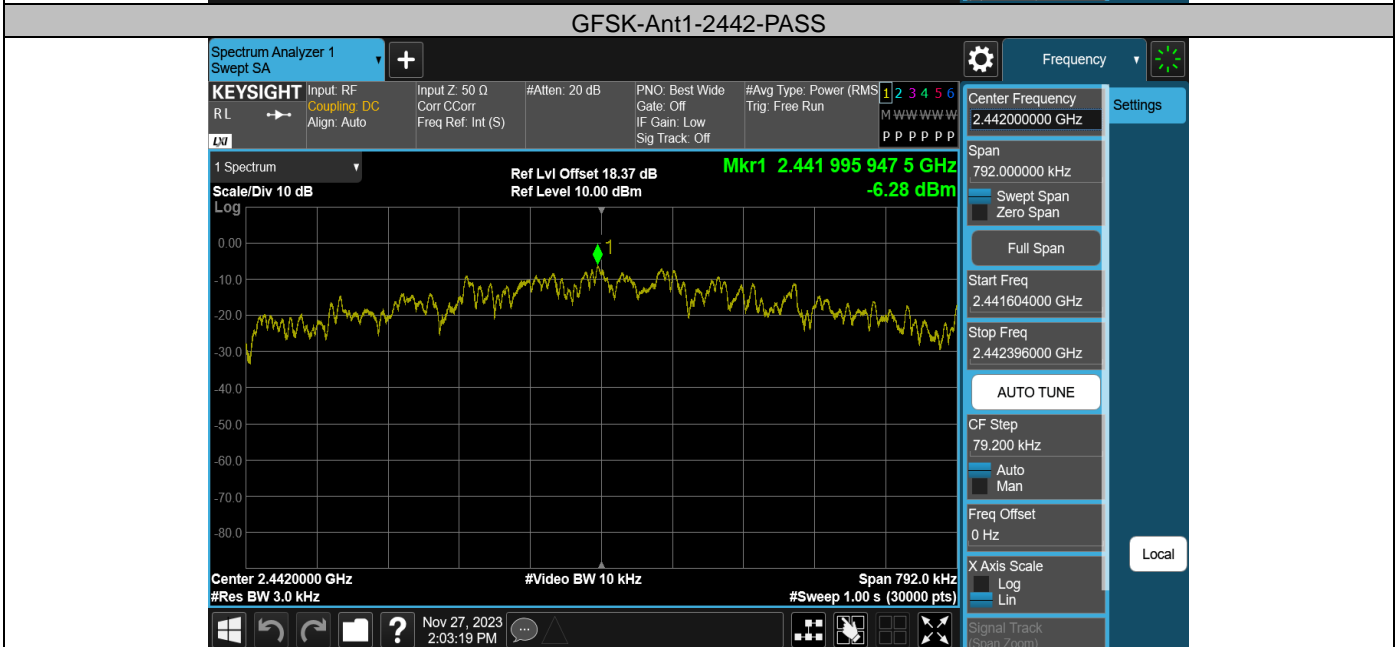 GFSK-Ant1-2442-PASS
Spectrum Analyzer 1
Swept SA
Frequency
KEYSIGHT
R L
LXI
Input: RF
Coupling: DC
Align: Auto
Input Z: 50 Ω
Corr CCorr
Freq Ref: Int (S)
#Atten: 20 dB
PNO: Best Wide
Gate: Off
IF Gain: Low
Sig Track: Off
#Avg Type: Power (RMS
Trig: Free Run
1 2 3 4 5 6
M W W W W W
P P P P P P
1 Spectrum
Scale/Div 10 dB
Log
Ref Lvl Offset 18.37 dB
Ref Level 10.00 dBm
Mkr1 2.441 995 947 5 GHz
-6.28 dBm
1
0.00
-10.0
-20.0
-30.0
-40.0
-50.0
-60.0
-70.0
-80.0
Center 2.4420000 GHz
#Res BW 3.0 kHz
#Video BW 10 kHz
Span 792.0 kHz
#Sweep 1.00 s (30000 pts)
Center Frequency
2.442000000 GHz
Settings
Span
792.000000 kHz
Swept Span
Zero Span
Full Span
Start Freq
2.441604000 GHz
Stop Freq
2.442396000 GHz
AUTO TUNE
CF Step
79.200 kHz
Auto
Man
Freq Offset
0 Hz
Local
X Axis Scale
Log
Lin
Signal Track
(Span Zoom)
?
Nov 27, 2023
2:03:19 PM